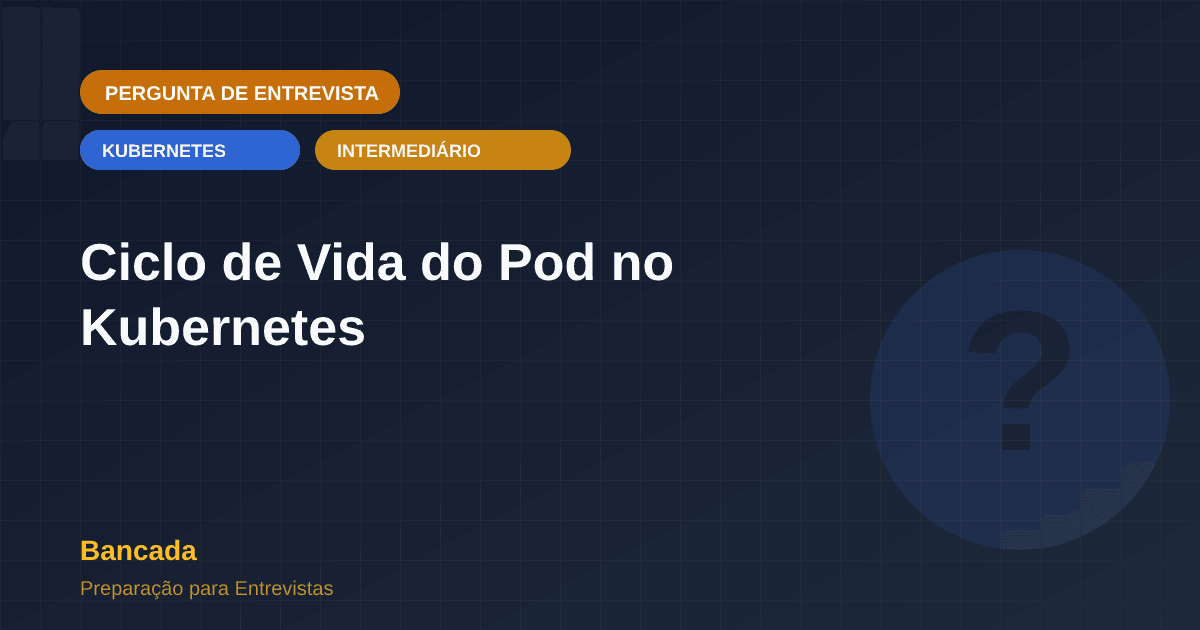 PERGUNTA DE ENTREVISTA
KUBERNETES INTERMEDIÁRIO
Ciclo de Vida do Pod no
Kubernetes
?
Bancada
Preparação para Entrevistas